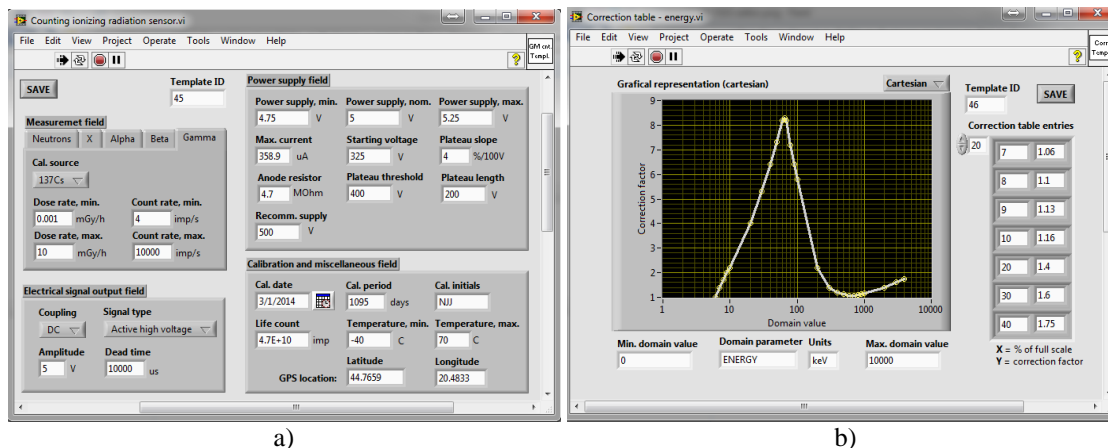 Counting ionizing radiation sensor.vi
File Edit View Project Operate Tools Window Help
GM cnt.
Templ.
SAVE
Template ID
45
Measuremet field
Neutrons X Alpha Beta Gamma
Cal. source
137Cs
Dose rate, min. Count rate, min.
0.001 mGy/h 4 imp/s
Dose rate, max. Count rate, max.
10 mGy/h 10000 imp/s
Electrical signal output field
Coupling Signal type
DC Active high voltage
Amplitude Dead time
5 V 10000 us
Power supply field
Power supply, min. Power supply, nom. Power supply, max.
4.75 V 5 V 5.25 V
Max. current Starting voltage Plateau slope
358.9 uA 325 V 4 %/100V
Anode resistor Plateau threshold Plateau length
4.7 MOhm 400 V 200 V
Recomm. supply
500 V
Calibration and miscellaneous field
Cal. date Cal. period Cal. initials
3/1/2014 1095 days NJJ
Life count Temperature, min. Temperature, max.
4.7E+10 imp -40 C 70 C
Latitude Longitude
GPS location: 44.7659 20.4833
a)
Correction table - energy.vi
File Edit View Project Operate Tools Window Help
Corr
Temp
Grafical representation (cartesian) Cartesian
Correction factor
9
8
7
6
5
4
3
2
1
1 10 100 1000 10000
Domain value
Min. domain value Domain parameter Units Max. domain value
0 ENERGY keV 10000
Template ID SAVE
46
Correction table entries
20 7 1.06
8 1.1
9 1.13
10 1.16
20 1.4
30 1.6
40 1.75
X = % of full scale
Y = correction factor
b)